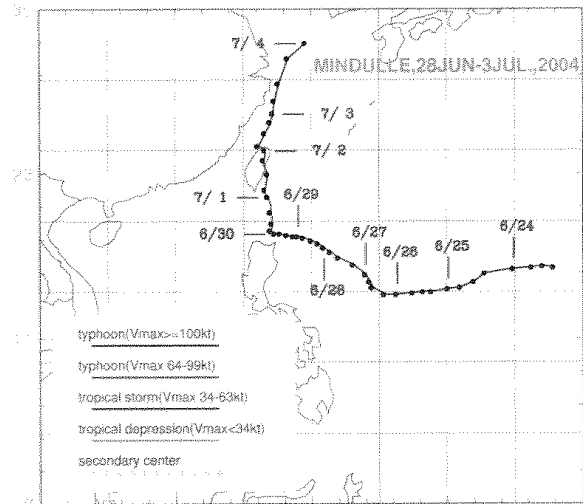 7/ 4
MINDULLE,28JUN-3JUL.,2004
7/ 3
7/ 2
7/ 1
6/29
6/30
6/27
6/24
6/26
6/25
6/28
typhoon(Vmax>=100kt)
typhoon(Vmax 64-99kt)
tropical storm(Vmax 34-63kt)
tropical depression(Vmax<34kt)
secondary center